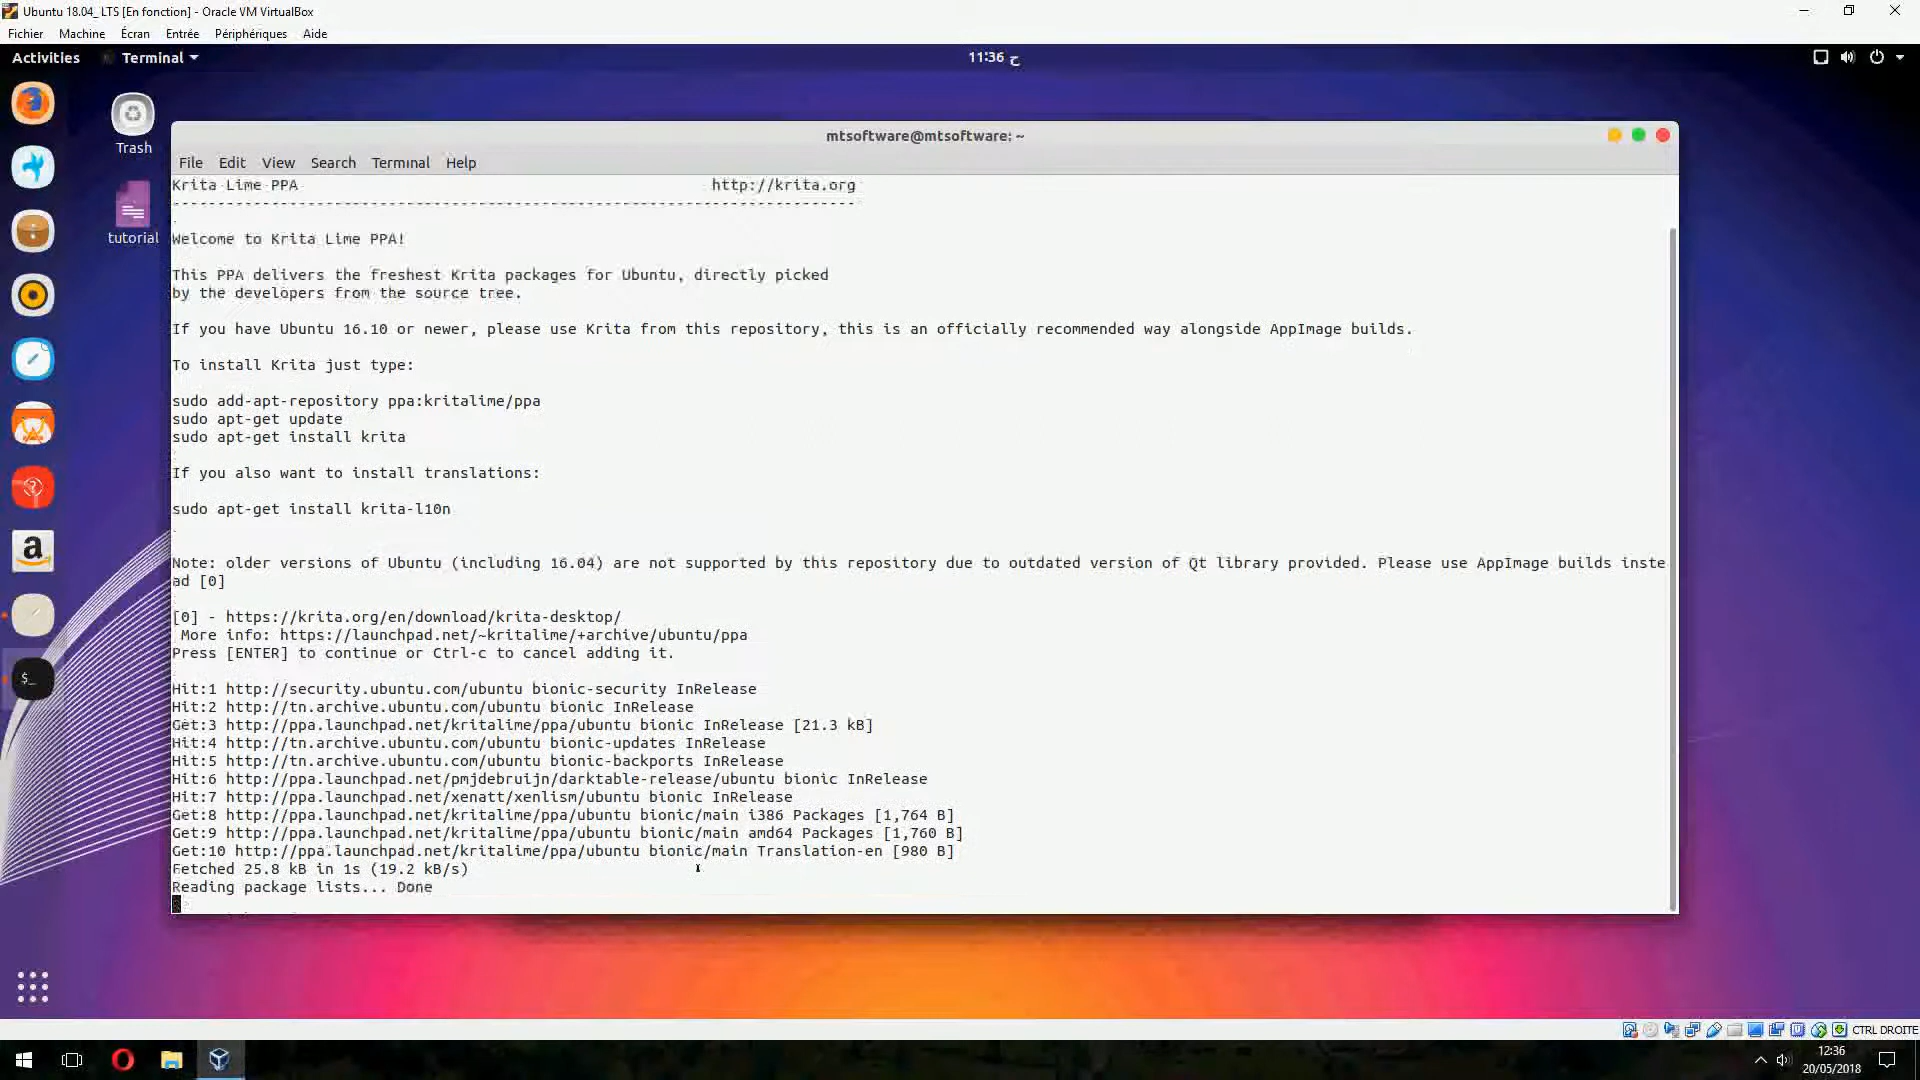 Ubuntu 18.04_ LTS [En fonction] - Oracle VM VirtualBox
Fichier Machine Écran Entrée Périphériques Aide
Activities Terminal 11:36 ح
Trash
tutorial
mtsoftware@mtsoftware: ~
File Edit View Search Terminal Help
Krita Lime PPA http://krita.org
----------------------------------------------------------------------------
Welcome to Krita Lime PPA!
This PPA delivers the freshest Krita packages for Ubuntu, directly picked
by the developers from the source tree.
If you have Ubuntu 16.10 or newer, please use Krita from this repository, this is an officially recommended way alongside AppImage builds.
To install Krita just type:
sudo add-apt-repository ppa:kritalime/ppa
sudo apt-get update
sudo apt-get install krita
If you also want to install translations:
sudo apt-get install krita-l10n
Note: older versions of Ubuntu (including 16.04) are not supported by this repository due to outdated version of Qt library provided. Please use AppImage builds inste
ad [0]
[0] - https://krita.org/en/download/krita-desktop/
More info: https://launchpad.net/~kritalime/+archive/ubuntu/ppa
Press [ENTER] to continue or Ctrl-c to cancel adding it.
Hit:1 http://security.ubuntu.com/ubuntu bionic-security InRelease
Hit:2 http://tn.archive.ubuntu.com/ubuntu bionic InRelease
Get:3 http://ppa.launchpad.net/kritalime/ppa/ubuntu bionic InRelease [21.3 kB]
Hit:4 http://tn.archive.ubuntu.com/ubuntu bionic-updates InRelease
Hit:5 http://tn.archive.ubuntu.com/ubuntu bionic-backports InRelease
Hit:6 http://ppa.launchpad.net/pmjdebruijn/darktable-release/ubuntu bionic InRelease
Hit:7 http://ppa.launchpad.net/xenatt/xenlism/ubuntu bionic InRelease
Get:8 http://ppa.launchpad.net/kritalime/ppa/ubuntu bionic/main i386 Packages [1,764 B]
Get:9 http://ppa.launchpad.net/kritalime/ppa/ubuntu bionic/main amd64 Packages [1,760 B]
Get:10 http://ppa.launchpad.net/kritalime/ppa/ubuntu bionic/main Translation-en [980 B]
Fetched 25.8 kB in 1s (19.2 kB/s)
Reading package lists... Done
CTRL DROITE
12:36
20/05/2018